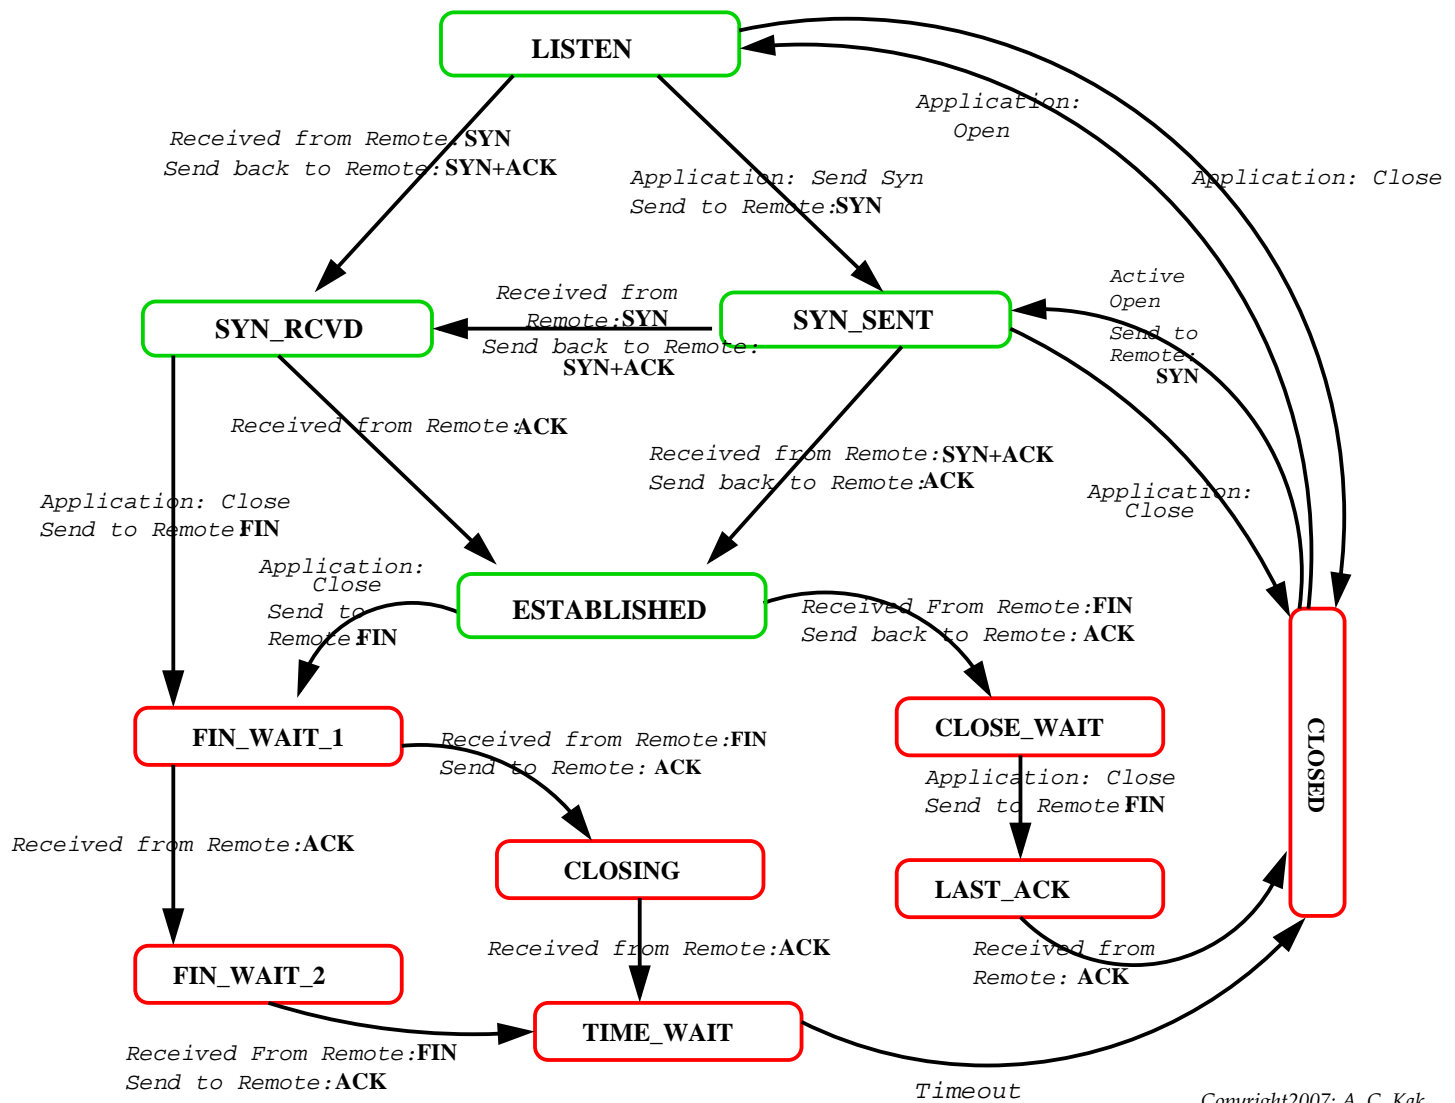 LISTEN
Application:
Open
Received from Remote: SYN
Send back to Remote: SYN+ACK
Application: Send Syn
Send to Remote: SYN
Application: Close
SYN_RCVD
Received from
Remote: SYN
Send back to Remote:
SYN+ACK
SYN_SENT
Active
Open
Send to
Remote:
SYN
Received from Remote: ACK
Received from Remote: SYN+ACK
Send back to Remote: ACK
Application:
Close
Application: Close
Send to Remote: FIN
Application:
Close
Send to
Remote: FIN
ESTABLISHED
Received From Remote: FIN
Send back to Remote: ACK
FIN_WAIT_1
Received from Remote: FIN
Send to Remote: ACK
CLOSE_WAIT
Application: Close
Send to Remote: FIN
CLOSED
Received from Remote: ACK
CLOSING
LAST_ACK
Received from Remote: ACK
Received from
Remote: ACK
FIN_WAIT_2
TIME_WAIT
Received From Remote: FIN
Send to Remote: ACK
Timeout
Copyright2007: A. C. Kak